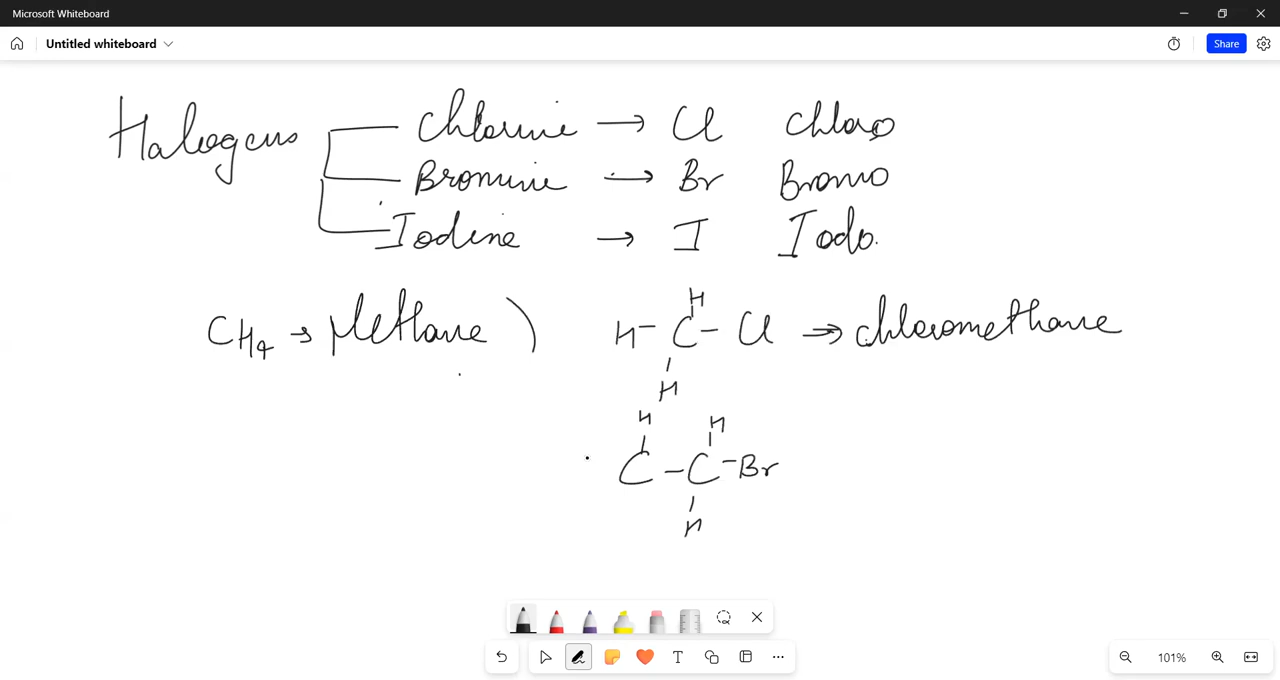 Microsoft Whiteboard
Untitled whiteboard
Share
Halogens Chlorine → Cl Chloro
Bromine → Br Bromo
Iodine → I Iodo.
H
CH4 → Methane ) H - C - Cl → chloromethane
H
H H
C - C - Br
H
101%